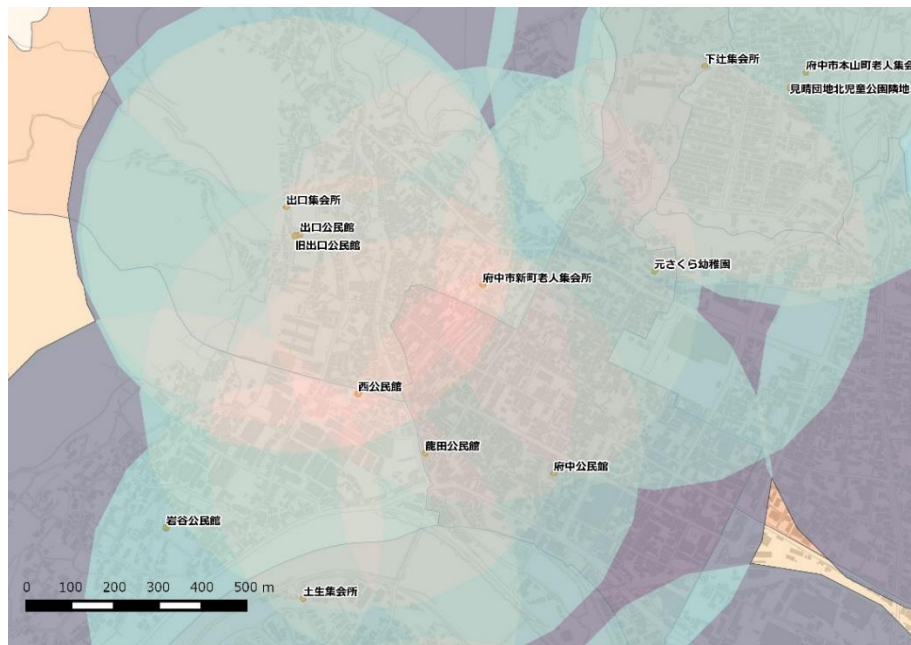 下辻集会所
府中市本山町老人集会
見晴団地北児童公園隣地
出口集会所
出口公民館
旧出口公民館
元さくら幼稚園
府中市新町老人集会所
西公民館
龍田公民館
府中公民館
岩谷公民館
土生集会所
0 100 200 300 400 500 m